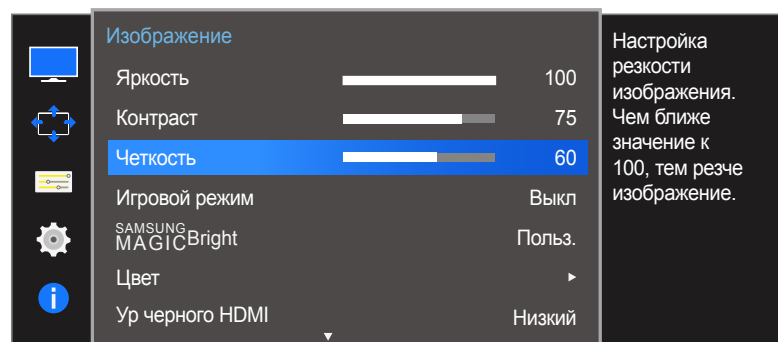 Изображение
Яркость 100
Контраст 75
Четкость 60
Игровой режим Выкл
SAMSUNG
MAGICBright Польз.
Цвет
Ур черного HDMI Низкий
Настройка
резкости
изображения.
Чем ближе
значение к
100, тем резче
изображение.